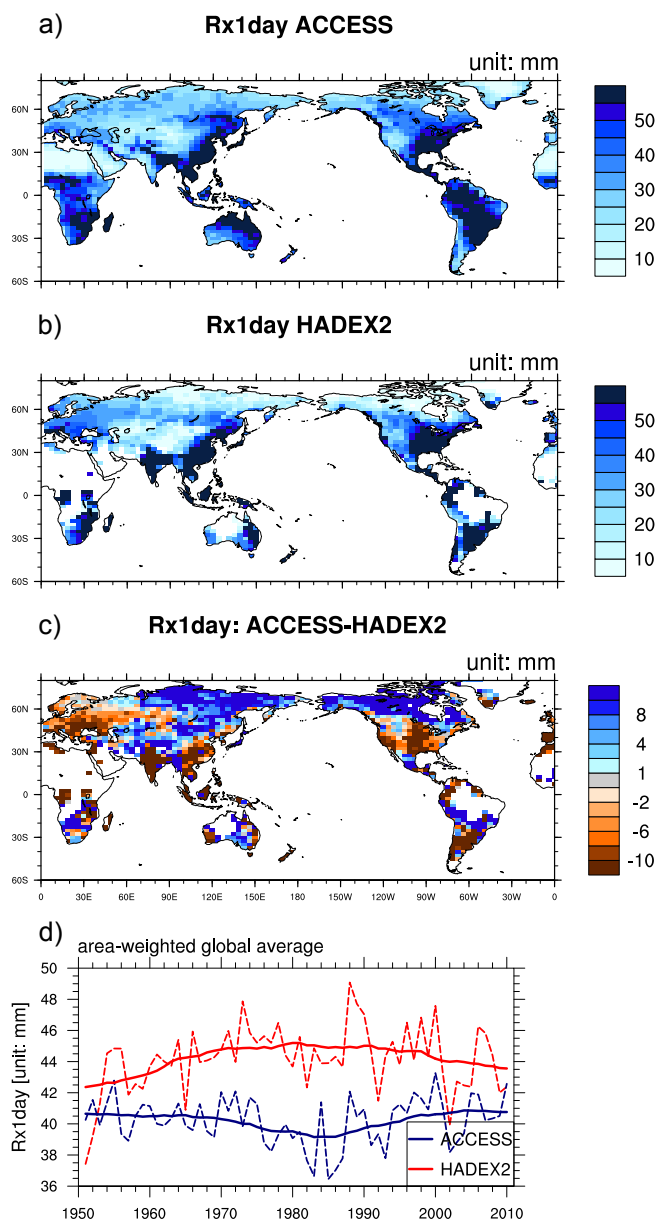 a)
Rx1day ACCESS
unit: mm
60N
30N
0
30S
60S
50
40
30
20
10
b)
Rx1day HADEX2
unit: mm
60N
30N
0
30S
60S
50
40
30
20
10
c)
Rx1day: ACCESS-HADEX2
unit: mm
60N
30N
0
30S
60S
0 30E 60E 90E 120E 150E 180E 150W 120W 90W 60W 30W 0
8
4
1
-2
-6
-10
d)
area-weighted global average
Rx1day [unit: mm]
50
48
46
44
42
40
38
36
1950 1960 1970 1980 1990 2000 2010
ACCESS
HADEX2